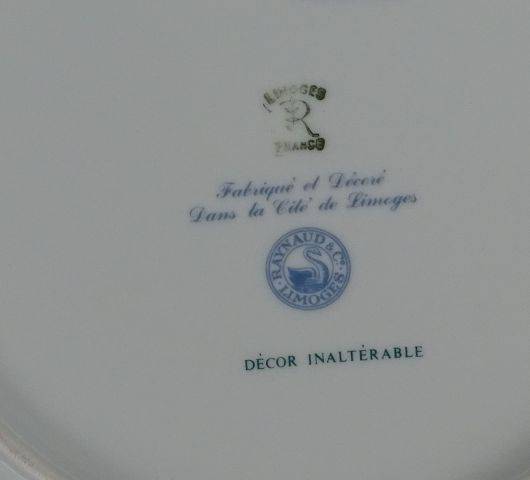 LIMOGES
R
FRANCE
Fabriqué et Décoré
Dans la Cité de Limoges
RAYNAUD & Co.
LIMOGES
DÉCOR INALTÉRABLE